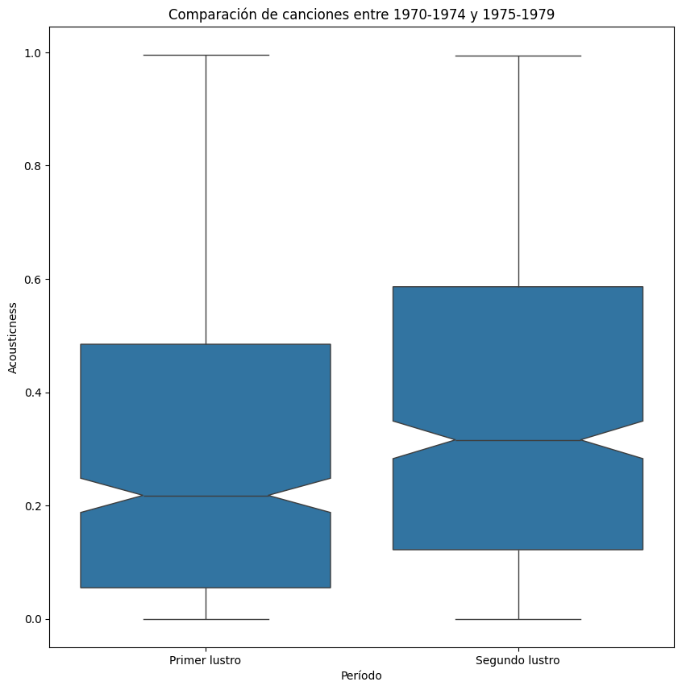 Comparación de canciones entre 1970-1974 y 1975-1979
1.0
0.8
0.6
0.4
0.2
0.0
Acousticness
Primer lustro
Segundo lustro
Período